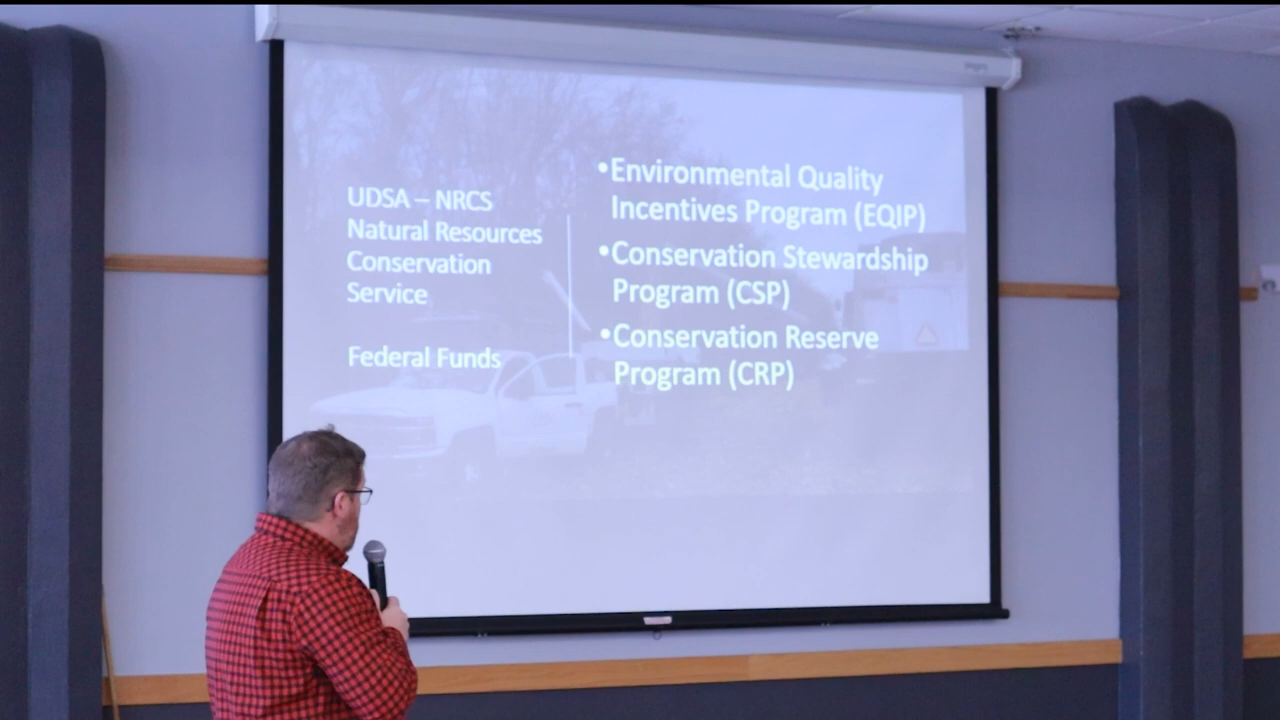 UDSA – NRCS
Natural Resources
Conservation
Service
Federal Funds
•Environmental Quality
Incentives Program (EQIP)
•Conservation Stewardship
Program (CSP)
•Conservation Reserve
Program (CRP)